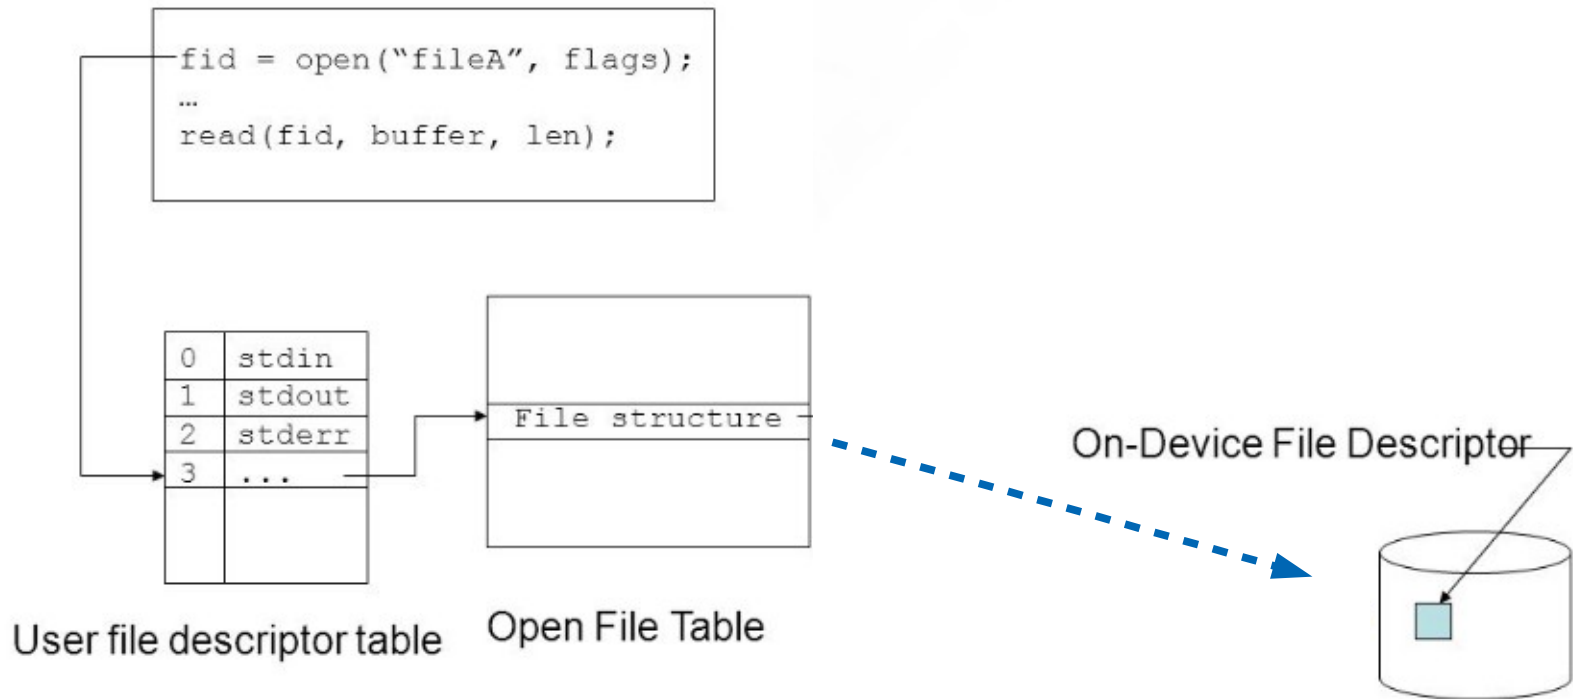 fid = open(“fileA”, flags);
…
read(fid, buffer, len);
0 stdin
1 stdout
2 stderr
3 ...
File structure
On-Device File Descriptor
User file descriptor table
Open File Table